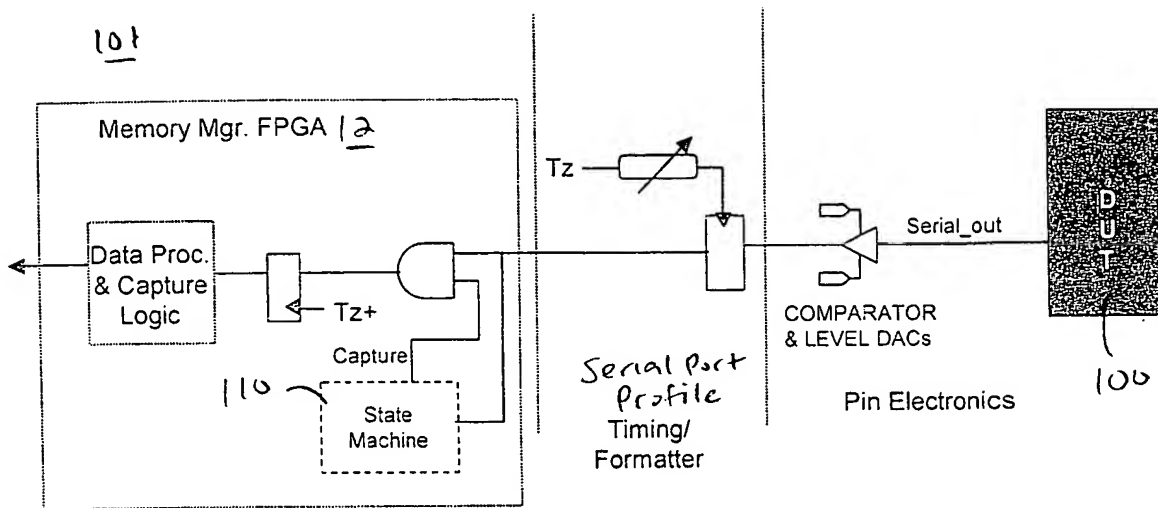 101
Memory Mgr. FPGA 12
Tz
DUT
Serial_out
Data Proc.
& Capture
Logic
Tz+
COMPARATOR
& LEVEL DACs
Capture
110
State
Machine
Serial Port
Profile
Timing/
Formatter
Pin Electronics
100